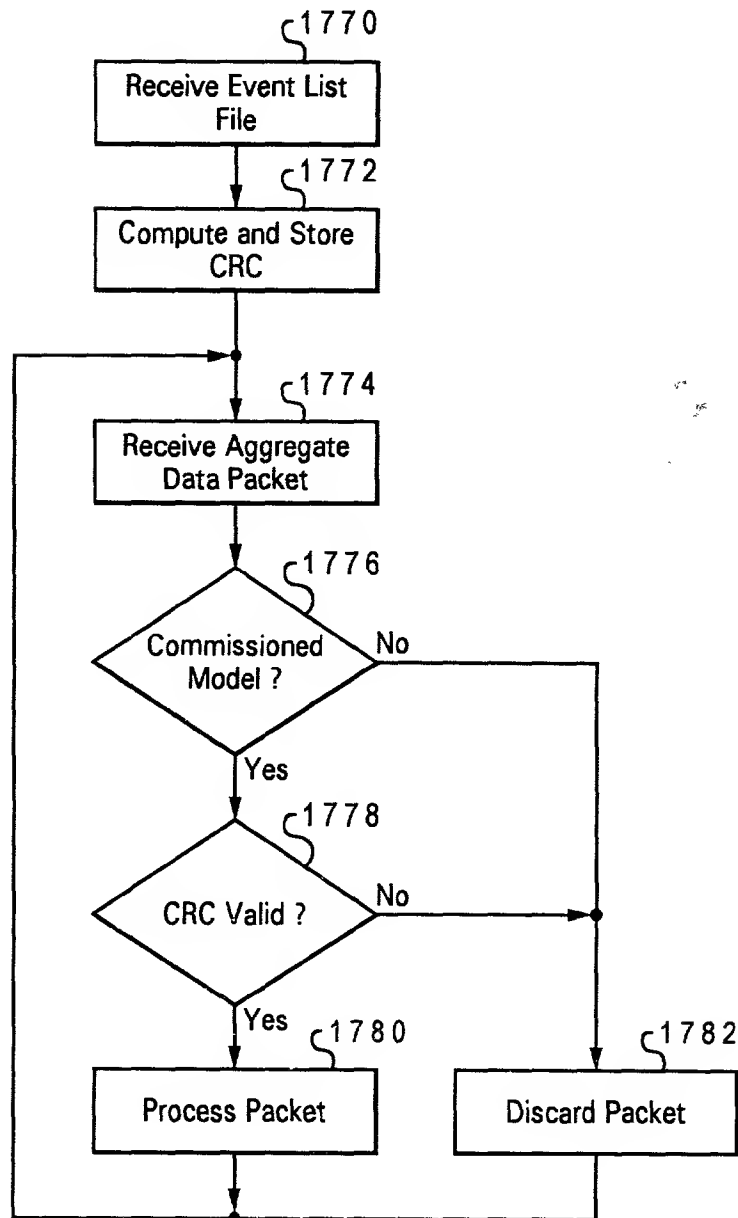 1770
Receive Event List
File
1772
Compute and Store
CRC
1774
Receive Aggregate
Data Packet
1776
Commissioned
Model ?
No
Yes
1778
CRC Valid ?
No
Yes
1780
Process Packet
1782
Discard Packet